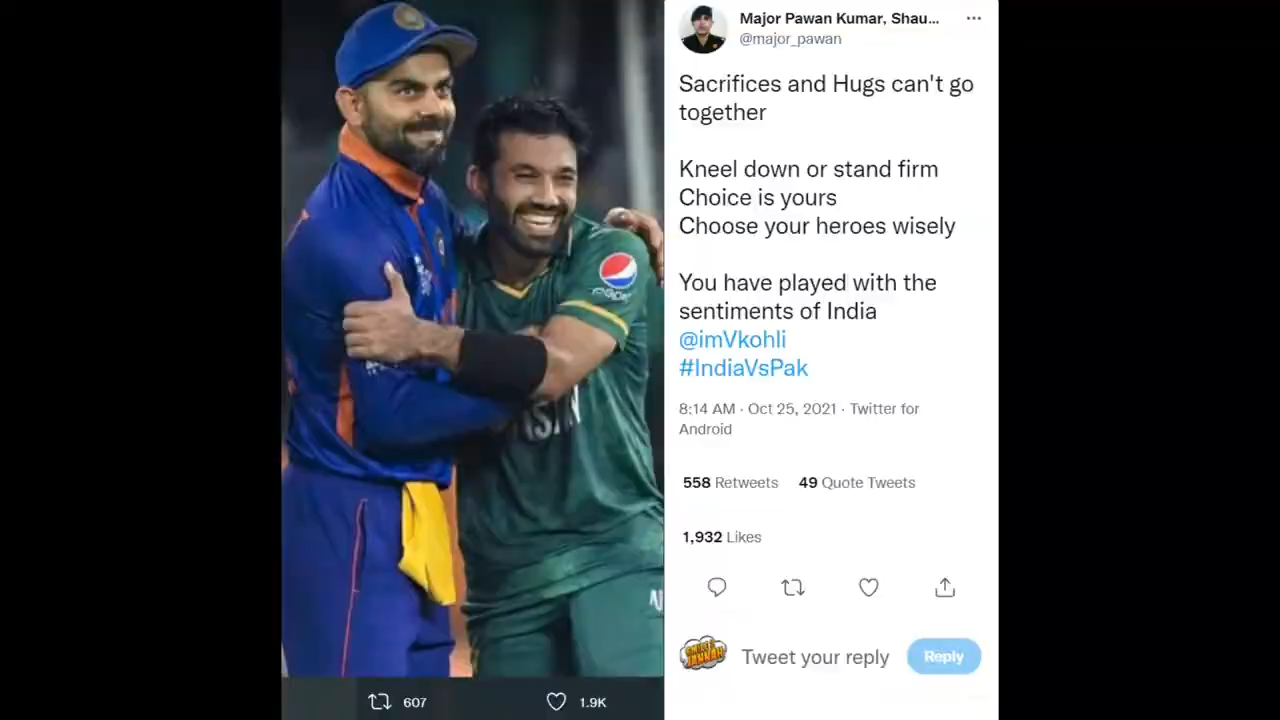 Major Pawan Kumar, Shau...
@major_pawan
Sacrifices and Hugs can't go
together
Kneel down or stand firm
Choice is yours
Choose your heroes wisely
You have played with the
sentiments of India
@imVkohli
#IndiaVsPak
8:14 AM · Oct 25, 2021 · Twitter for
Android
558 Retweets 49 Quote Tweets
1,932 Likes
Tweet your reply
Reply
607
1.9K